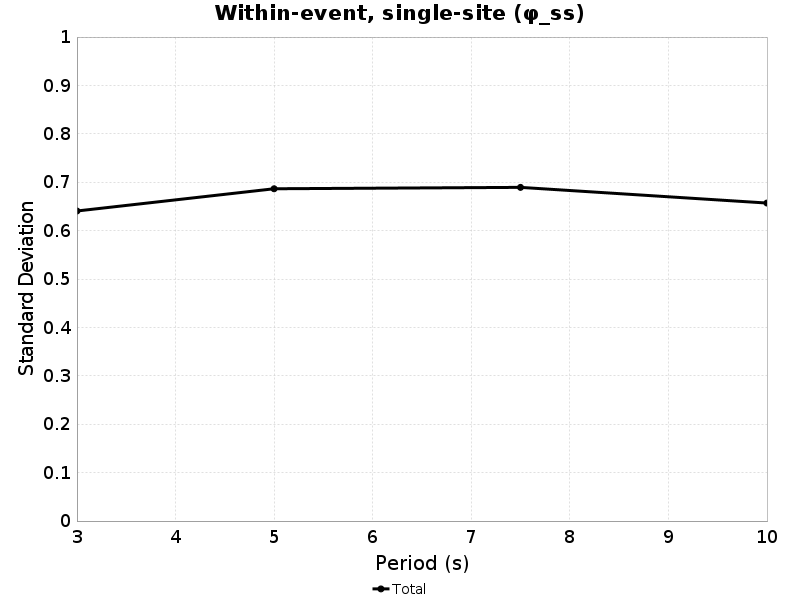 Within-event, single-site (φ_ss)
Standard Deviation
1
0.9
0.8
0.7
0.6
0.5
0.4
0.3
0.2
0.1
0
3 4 5 6 7 8 9 10
Period (s)
Total